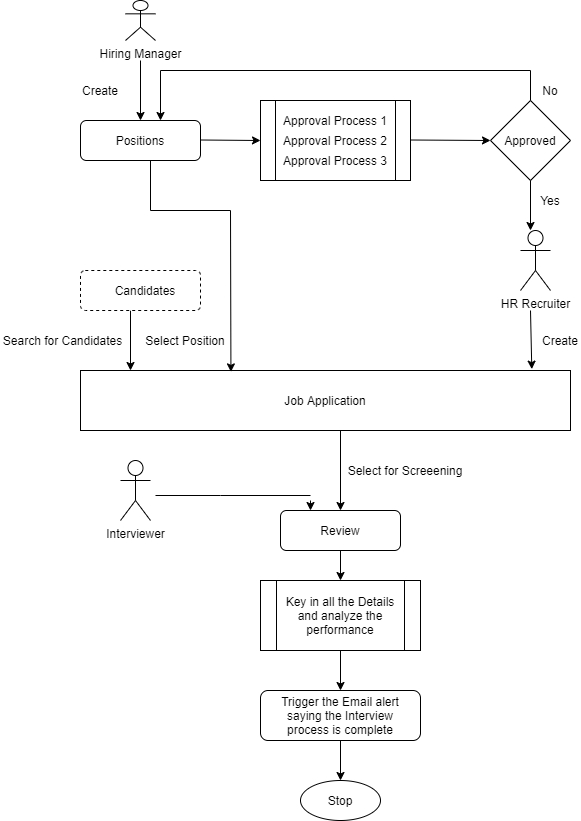 Hiring Manager
Create
No
Positions
Approval Process 1
Approval Process 2
Approval Process 3
Approved
Yes
Candidates
HR Recruiter
Search for Candidates
Select Position
Create
Job Application
Select for Screeening
Interviewer
Review
Key in all the Details
and analyze the
performance
Trigger the Email alert
saying the Interview
process is complete
Stop